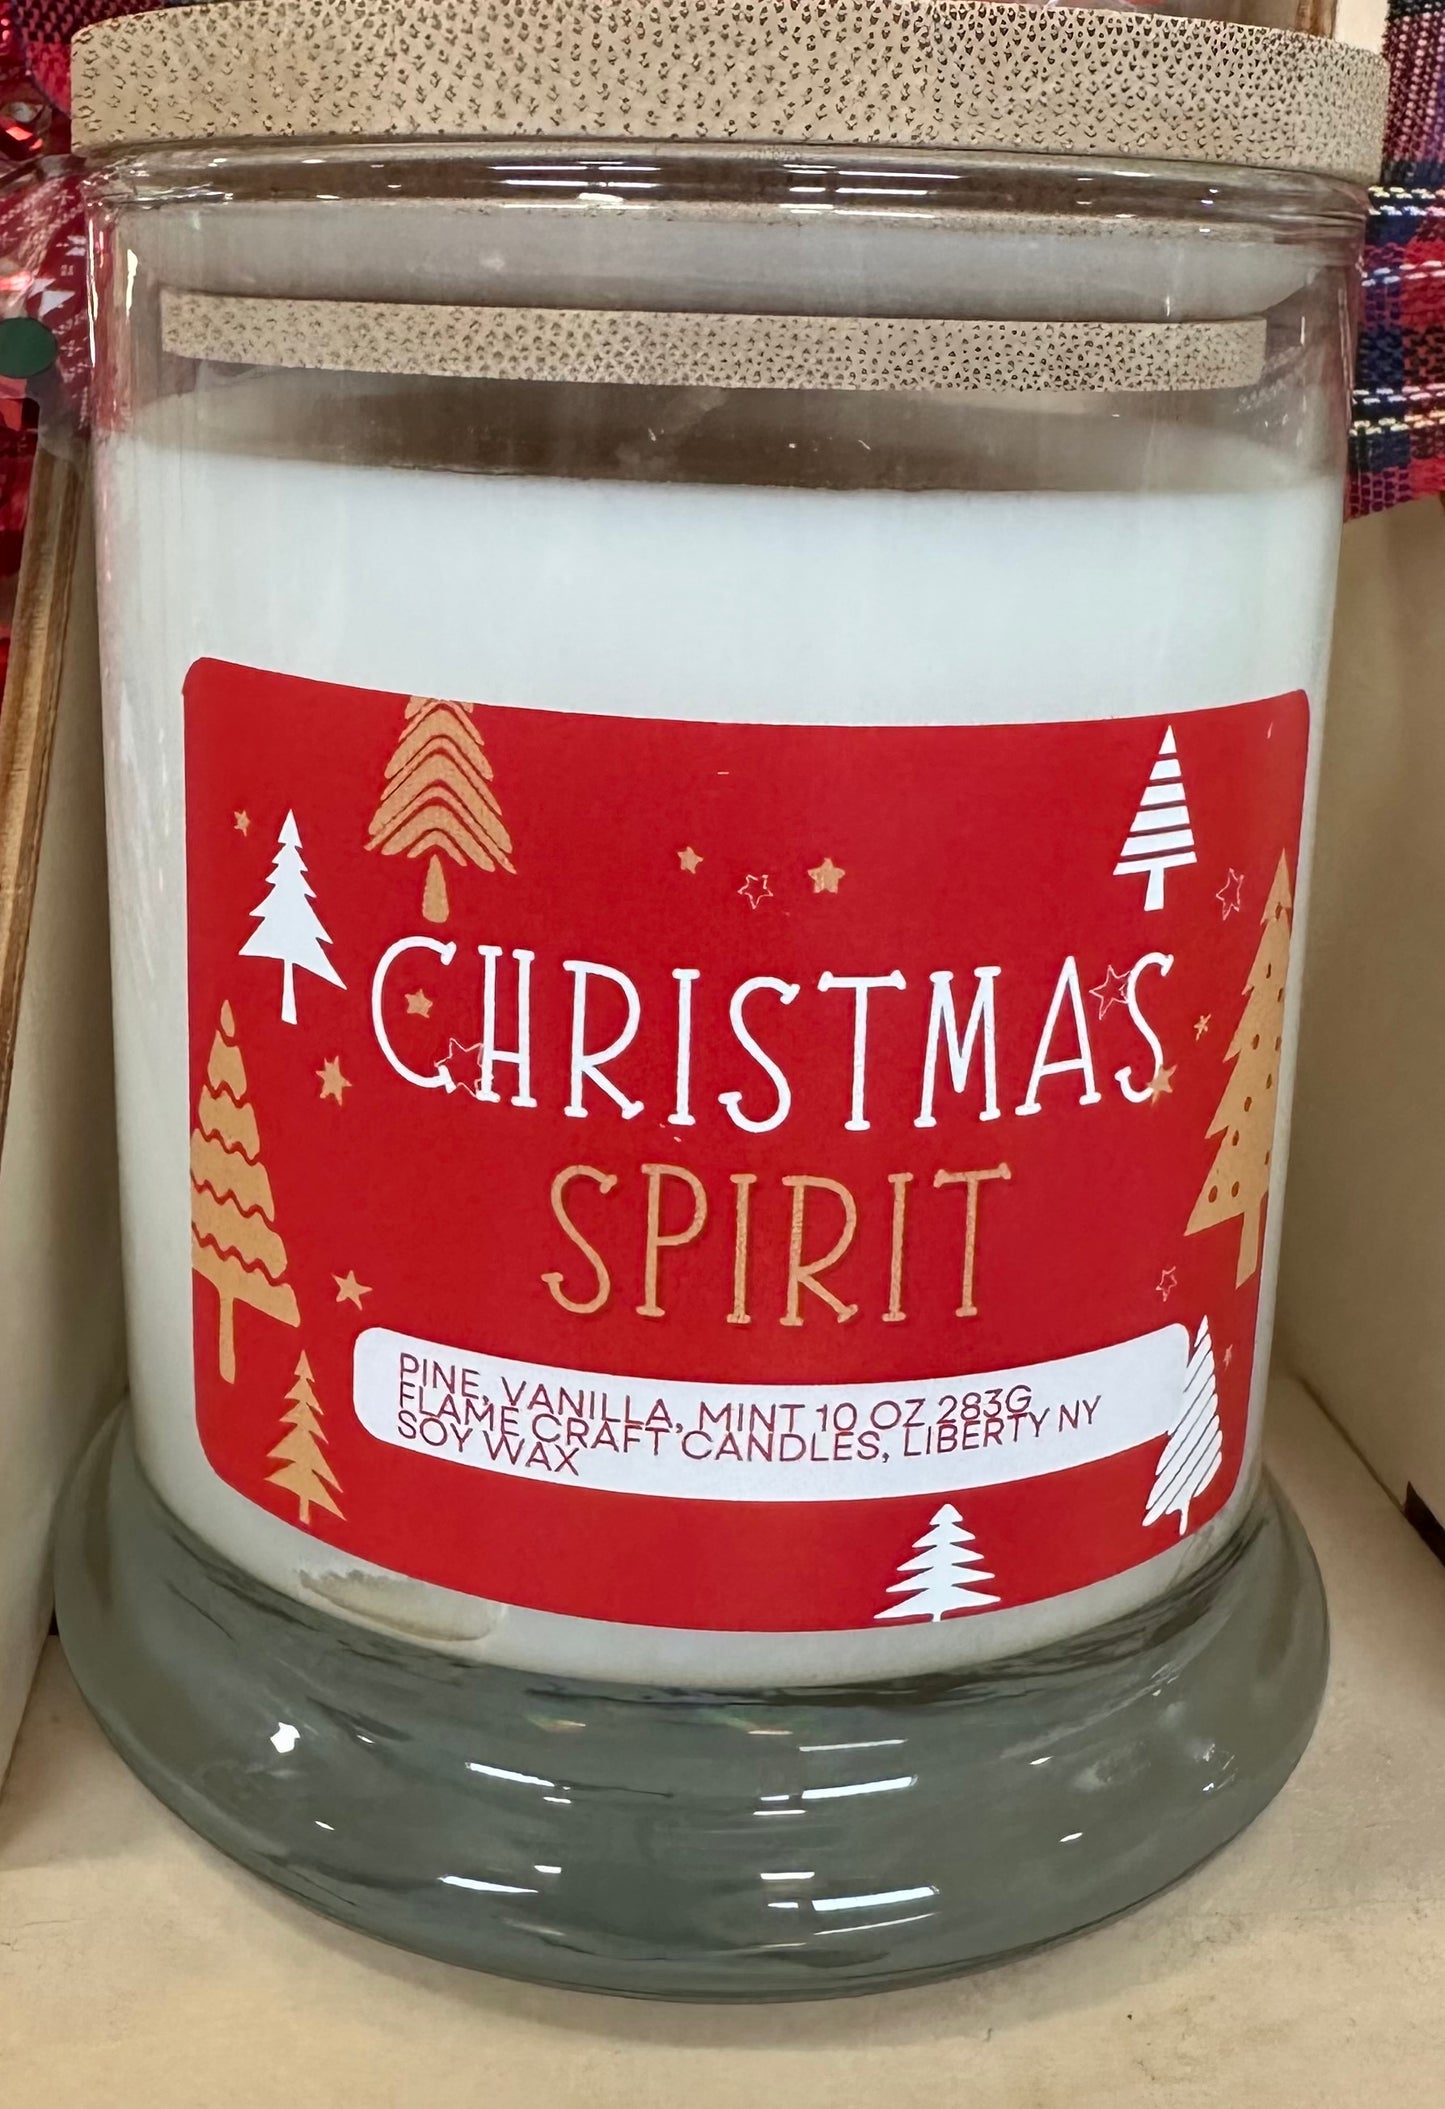 CHRISTMAS
SPIRIT
PINE, VANILLA, MINT 10 OZ 283G
FLAME CRAFT CANDLES, LIBERTY NY
SOY WAX